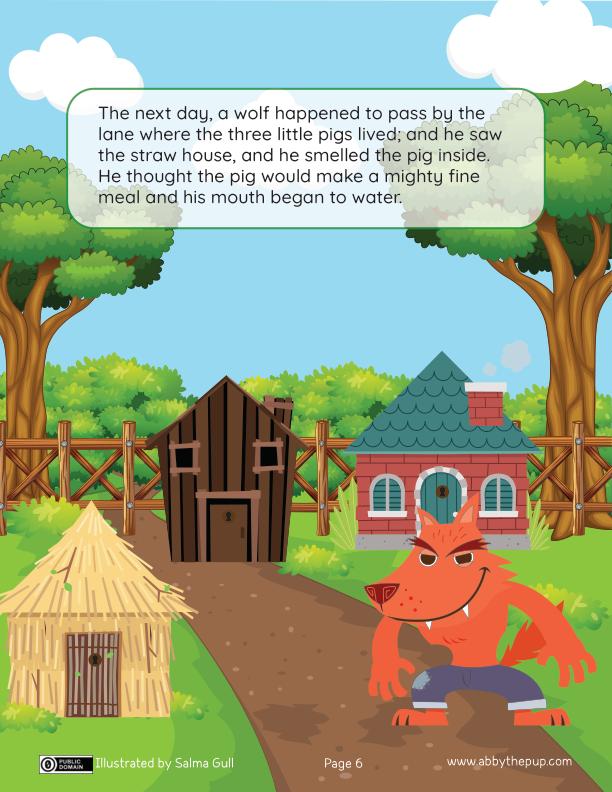 The next day, a wolf happened to pass by the
lane where the three little pigs lived; and he saw
the straw house, and he smelled the pig inside.
He thought the pig would make a mighty fine
meal and his mouth began to water.
PUBLIC
DOMAIN
Illustrated by Salma Gull
Page 6
www.abbythepup.com